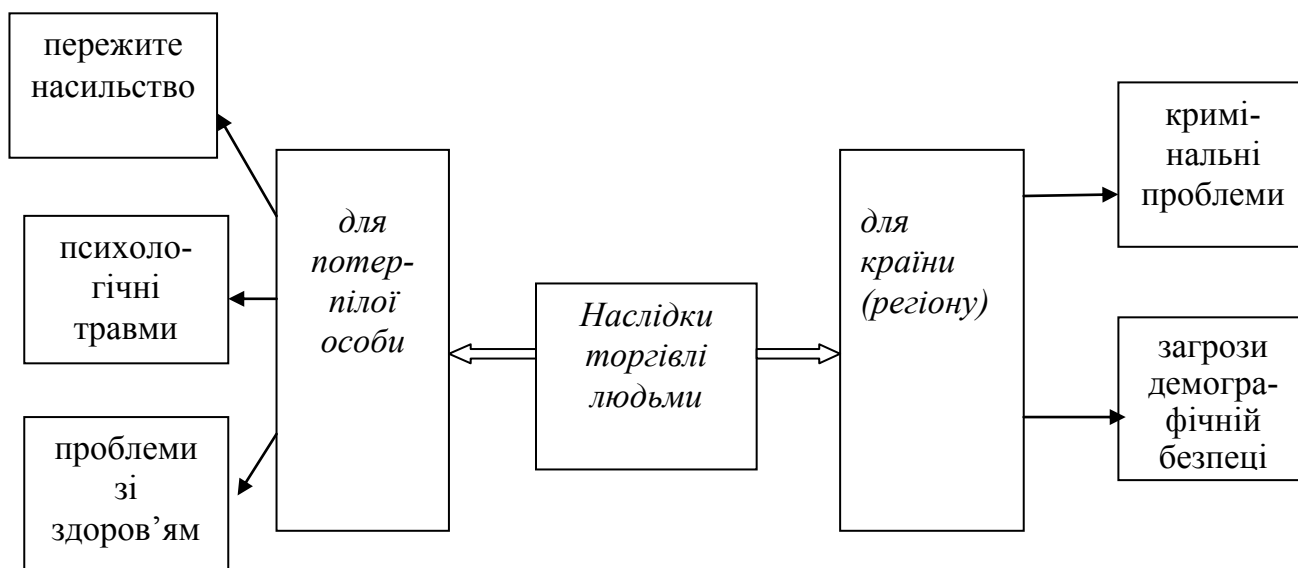 пережите
насильство
психоло-
гічні
травми
проблеми
зі
здоров’ям
для
потер-
пілої
особи
Наслідки
торгівлі
людьми
для
країни
(регіону)
кримі-
нальні
проблеми
загрози
демогра-
фічній
безпеці